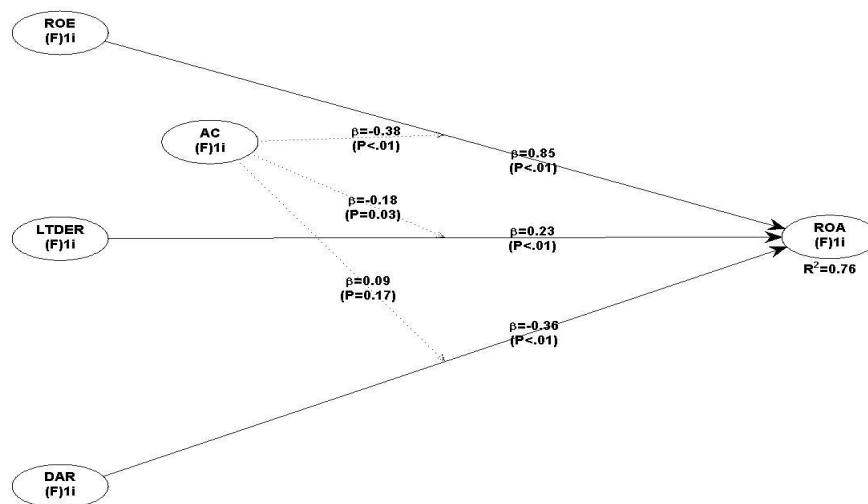 ROE
(F)1i
AC
(F)1i
β=-0.38
(P<.01)
β=0.85
(P<.01)
β=-0.18
(P=0.03)
LTDER
(F)1i
β=0.23
(P<.01)
ROA
(F)1i
R²=0.76
β=0.09
(P=0.17)
β=-0.36
(P<.01)
DAR
(F)1i